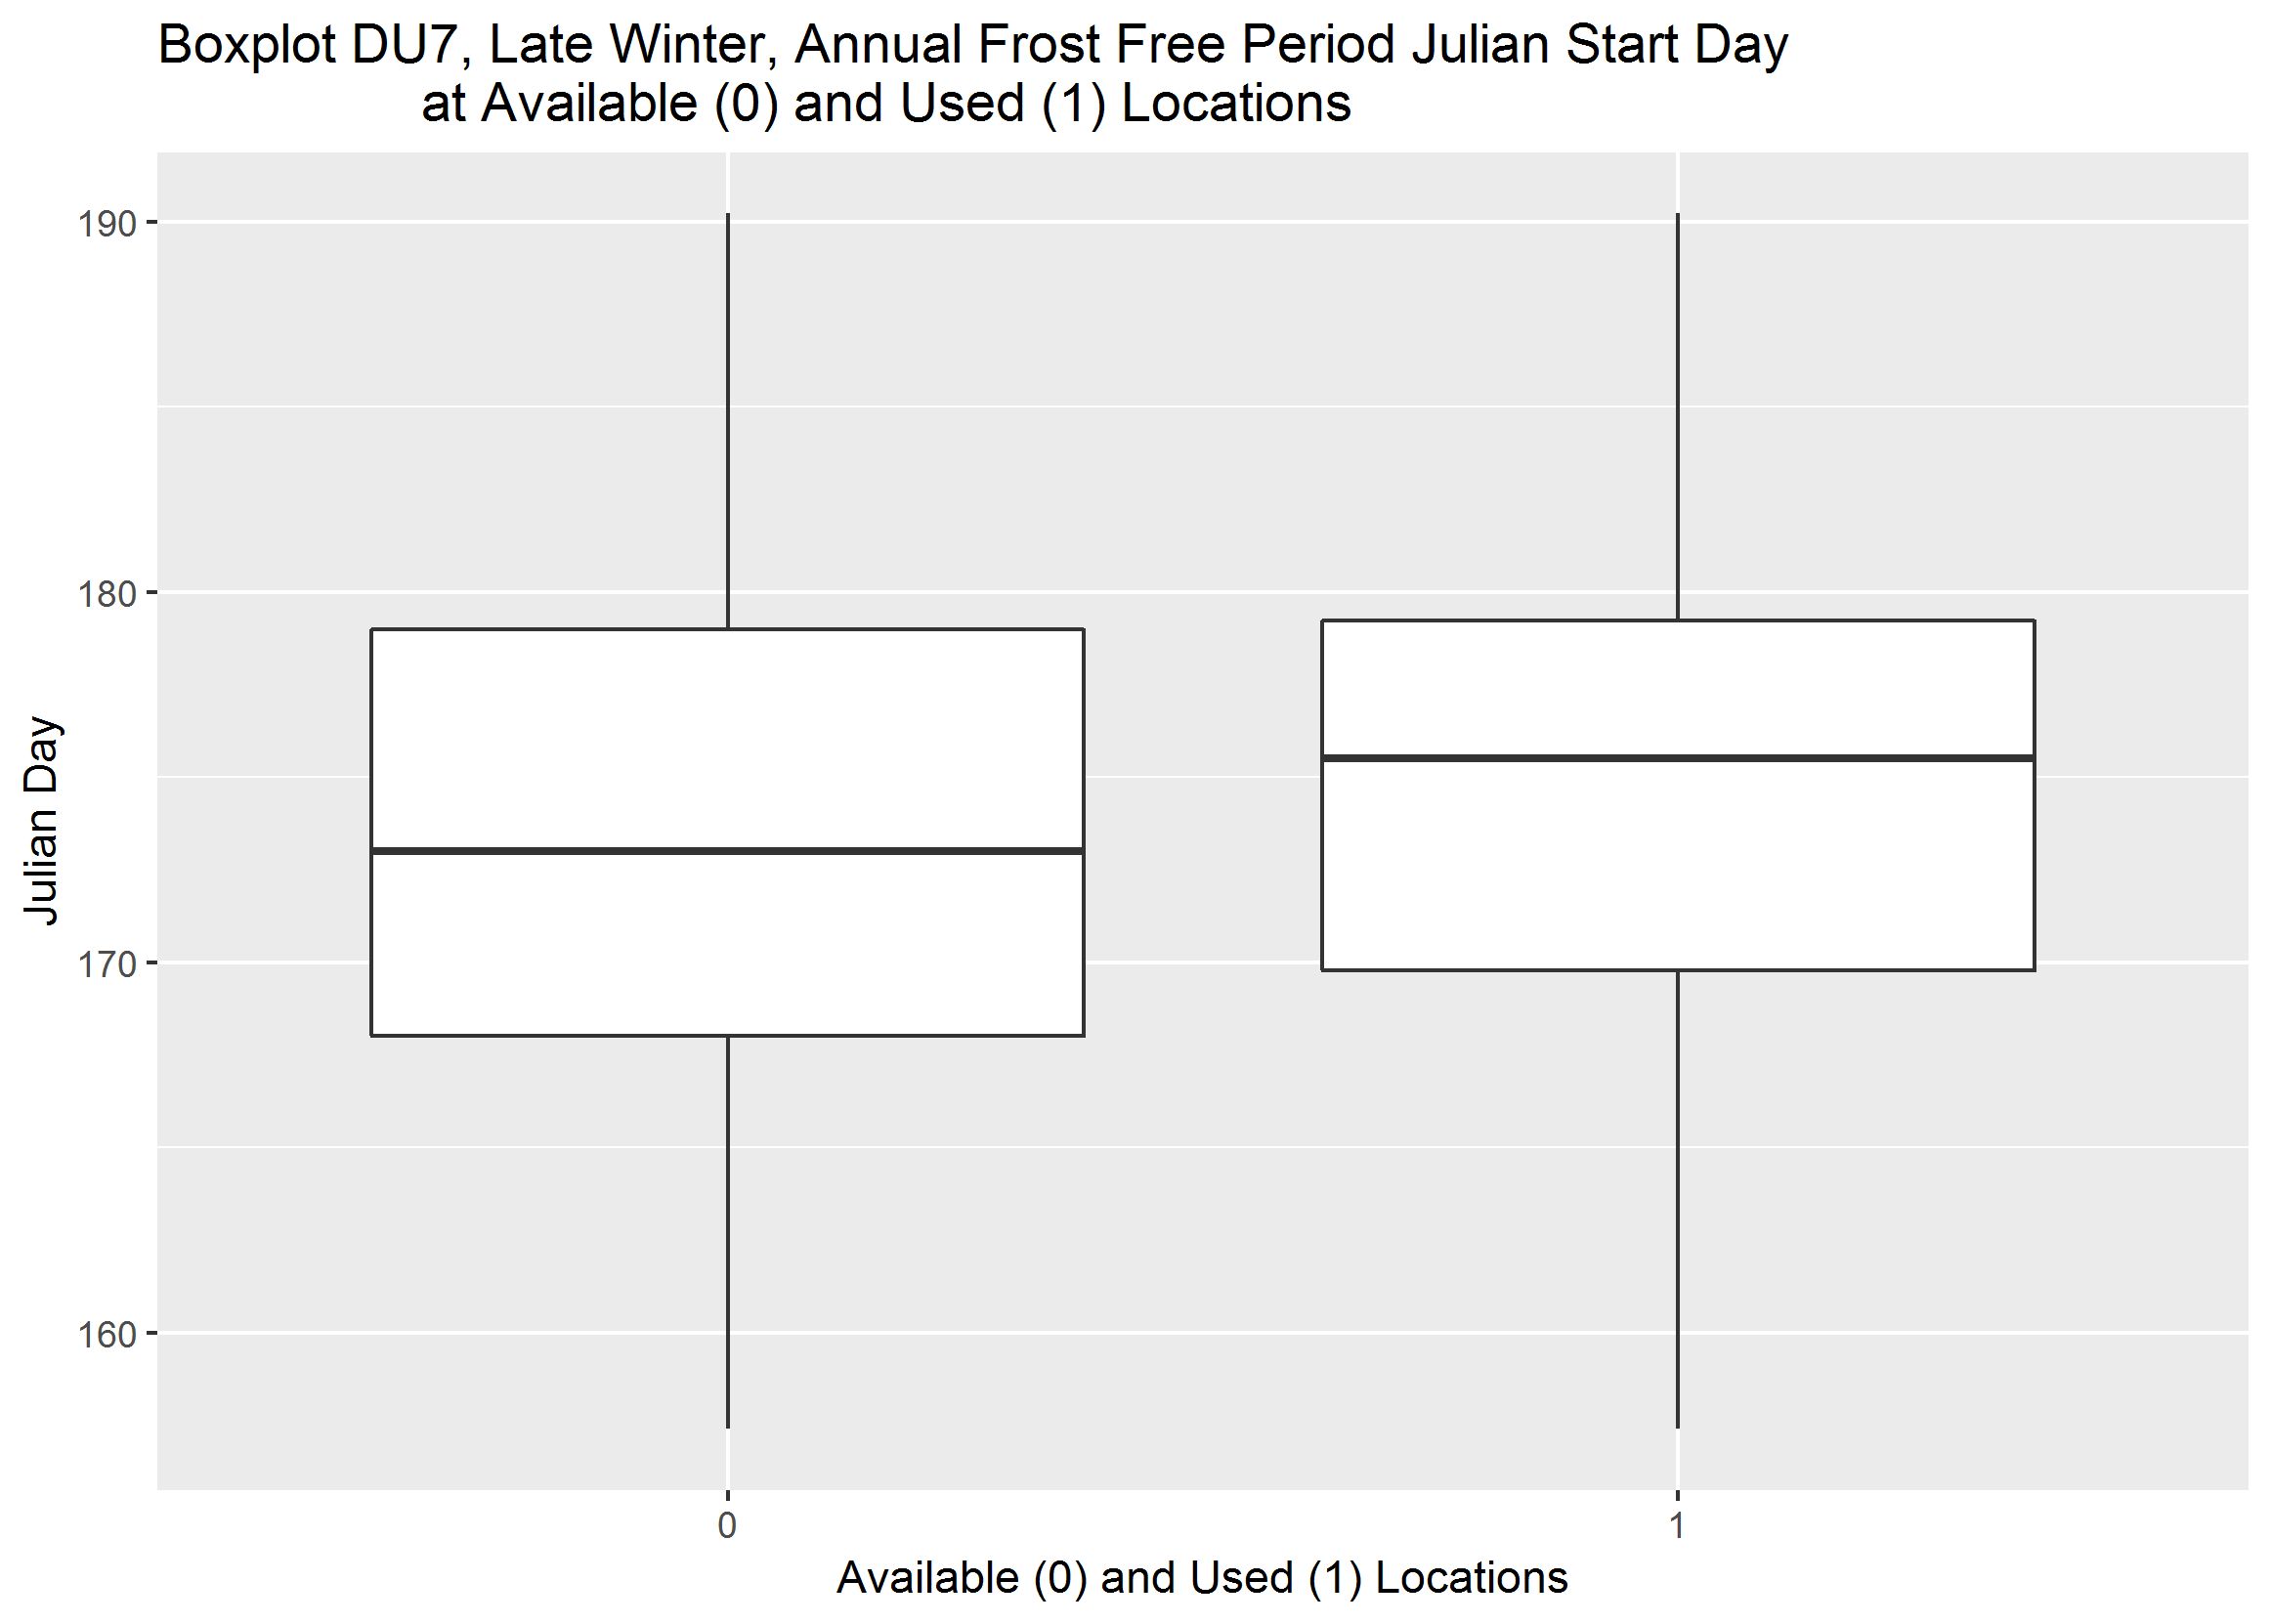 Boxplot DU7, Late Winter, Annual Frost Free Period Julian Start Day
at Available (0) and Used (1) Locations
190
180
170
160
Julian Day
0
1
Available (0) and Used (1) Locations